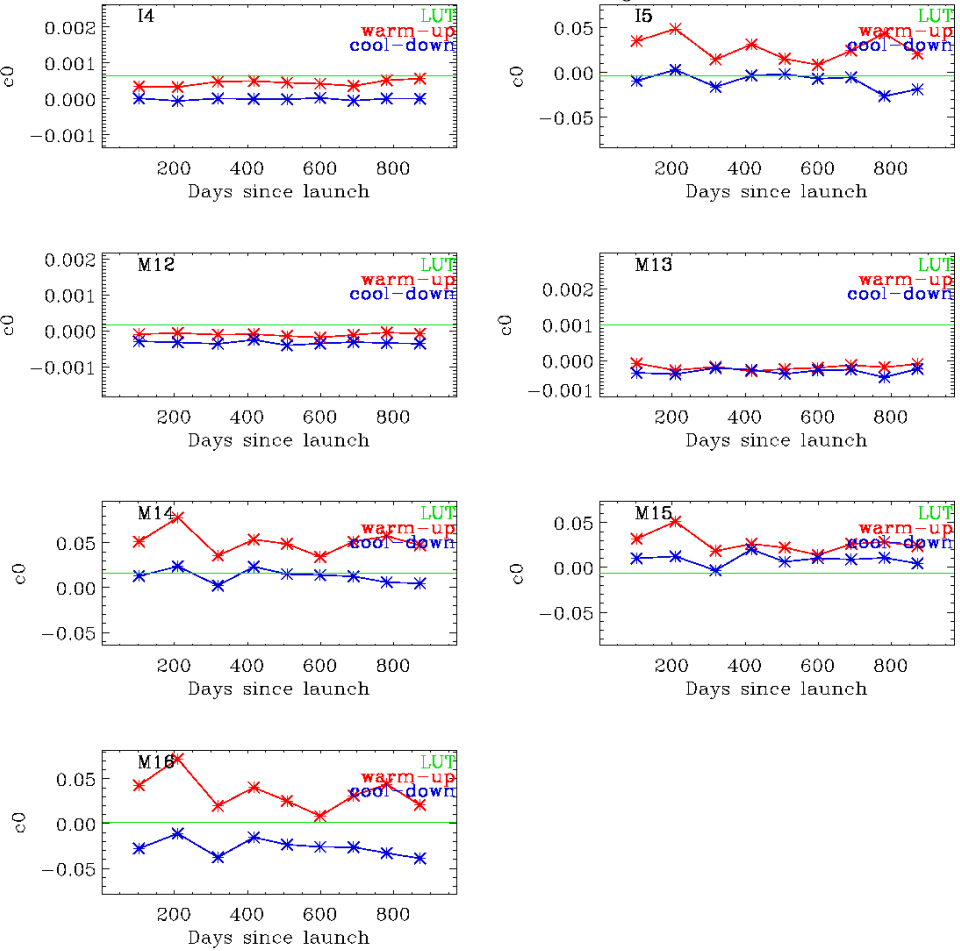 I4
LUT
warm-up
cool-down
0.002
0.001
0.000
−0.001
c0
200 400 600 800
Days since launch
I5
LUT
warm-up
cool-down
0.05
0.00
−0.05
c0
200 400 600 800
Days since launch
M12
LUT
warm-up
cool-down
0.002
0.001
0.000
−0.001
c0
200 400 600 800
Days since launch
M13
LUT
warm-up
cool-down
0.002
0.001
0.000
−0.001
c0
200 400 600 800
Days since launch
M14
LUT
warm-up
cool-down
0.05
0.00
−0.05
c0
200 400 600 800
Days since launch
M15
LUT
warm-up
cool-down
0.05
0.00
−0.05
c0
200 400 600 800
Days since launch
M16
LUT
warm-up
cool-down
0.05
0.00
−0.05
c0
200 400 600 800
Days since launch